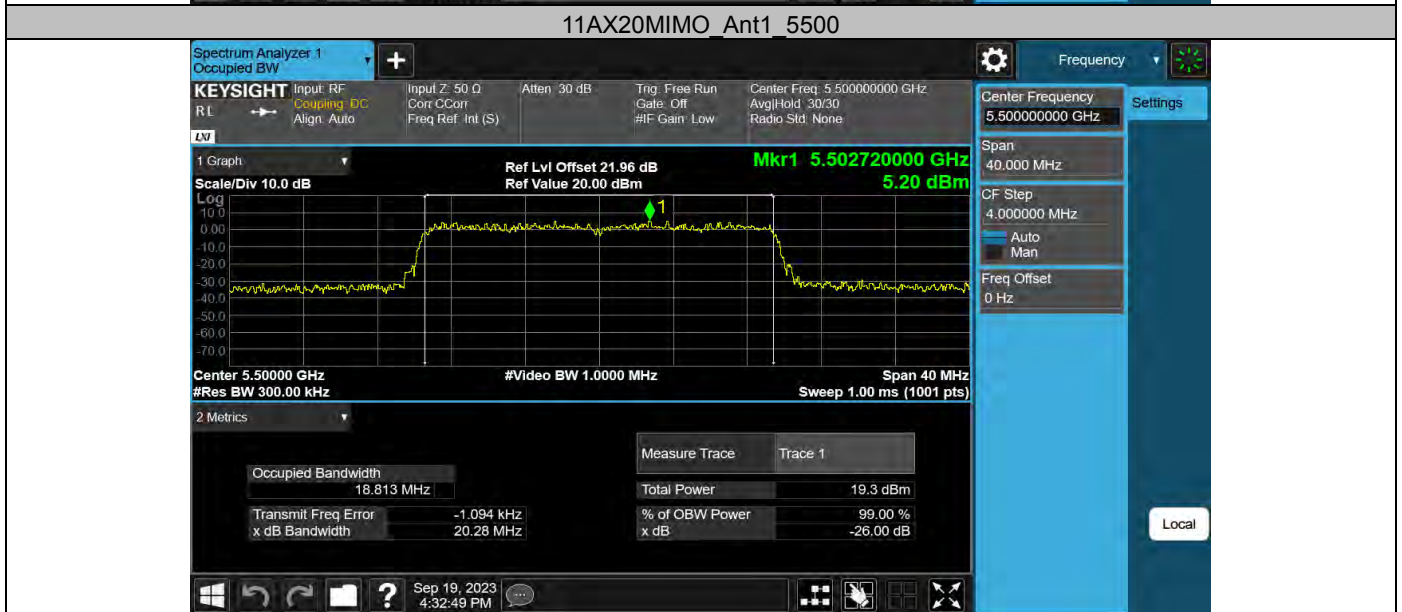 11AX20MIMO_Ant1_5500
Spectrum Analyzer 1
Occupied BW
+
Frequency
KEYSIGHT Input: RF Input Z: 50 Ω Atten: 30 dB Trig: Free Run Center Freq: 5.500000000 GHz
RL Coupling: DC Corr CCorr Gate: Off Avg|Hold: 30/30
Align: Auto Freq Ref: Int (S) #IF Gain: Low Radio Std: None
LXI
Center Frequency
5.500000000 GHz
Settings
Span
40.000 MHz
CF Step
4.000000 MHz
Auto
Man
Freq Offset
0 Hz
1 Graph Ref Lvl Offset 21.96 dB Mkr1 5.502720000 GHz
Scale/Div 10.0 dB Ref Value 20.00 dBm 5.20 dBm
Log
10.0
0.00
-10.0
-20.0
-30.0
-40.0
-50.0
-60.0
-70.0
1
Center 5.50000 GHz #Video BW 1.0000 MHz Span 40 MHz
#Res BW 300.00 kHz Sweep 1.00 ms (1001 pts)
2 Metrics
Measure Trace Trace 1
Occupied Bandwidth
18.813 MHz Total Power 19.3 dBm
Transmit Freq Error -1.094 kHz % of OBW Power 99.00 %
x dB Bandwidth 20.28 MHz x dB -26.00 dB
Local
? Sep 19, 2023
4:32:49 PM